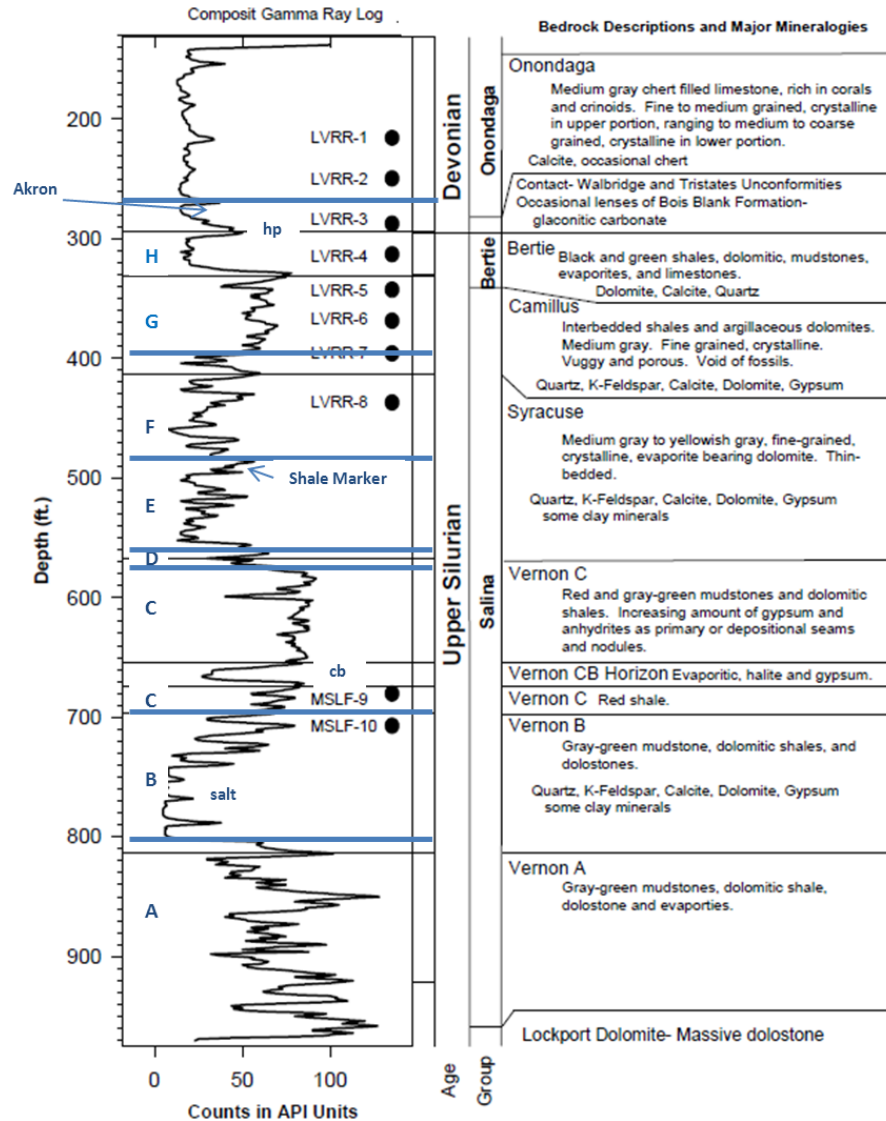 Composit Gamma Ray Log
Bedrock Descriptions and Major Mineralogies
Onondaga
Medium gray chert filled limestone, rich in corals
and crinoids. Fine to medium grained, crystalline
in upper portion, ranging to medium to coarse
grained, crystalline in lower portion.
Calcite, occasional chert
Contact- Walbridge and Tristates Unconformities
Occasional lenses of Bois Blank Formation-
glaconitic carbonate
Bertie
Black and green shales, dolomitic, mudstones,
evaporites, and limestones.
Dolomite, Calcite, Quartz
Camillus
Interbedded shales and argillaceous dolomites.
Medium gray. Fine grained, crystalline.
Vuggy and porous. Void of fossils.
Quartz, K-Feldspar, Calcite, Dolomite, Gypsum
Syracuse
Medium gray to yellowish gray, fine-grained,
crystalline, evaporite bearing dolomite. Thin-
bedded.
Quartz, K-Feldspar, Calcite, Dolomite, Gypsum
some clay minerals
Vernon C
Red and gray-green mudstones and dolomitic
shales. Increasing amount of gypsum and
anhydrites as primary or depositional seams
and nodules.
Vernon CB Horizon Evaporitic, halite and gypsum.
Vernon C Red shale.
Vernon B
Gray-green mudstone, dolomitic shales, and
dolostones.
Quartz, K-Feldspar, Calcite, Dolomite, Gypsum
some clay minerals
Vernon A
Gray-green mudstones, dolomitic shale,
dolostone and evaporties.
Lockport Dolomite- Massive dolostone
Devonian
Upper Silurian
Age
Onondaga
Bertie
Salina
Group
LVRR-1
LVRR-2
LVRR-3
LVRR-4
LVRR-5
LVRR-6
LVRR-7
LVRR-8
MSLF-9
MSLF-10
Akron
hp
H
G
F
Shale Marker
E
D
C
cb
C
B
salt
A
Depth (ft.)
200
300
400
500
600
700
800
900
0
50
100
Counts in API Units